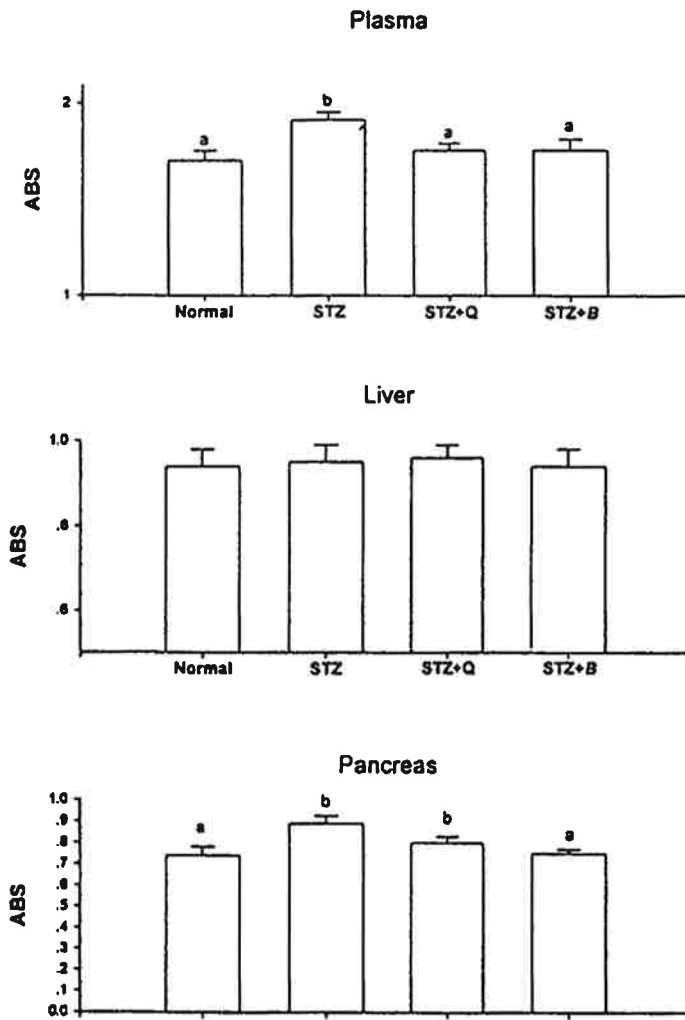 Plasma
2
b
a
a
a
ABS
1
Normal STZ STZ+Q STZ+B
Liver
1.0
.8
ABS
.6
Normal STZ STZ+Q STZ+B
Pancreas
1.0
.9
.8
.7
.6
.5
.4
.3
.2
.1
0.0
a
b
b
a
ABS